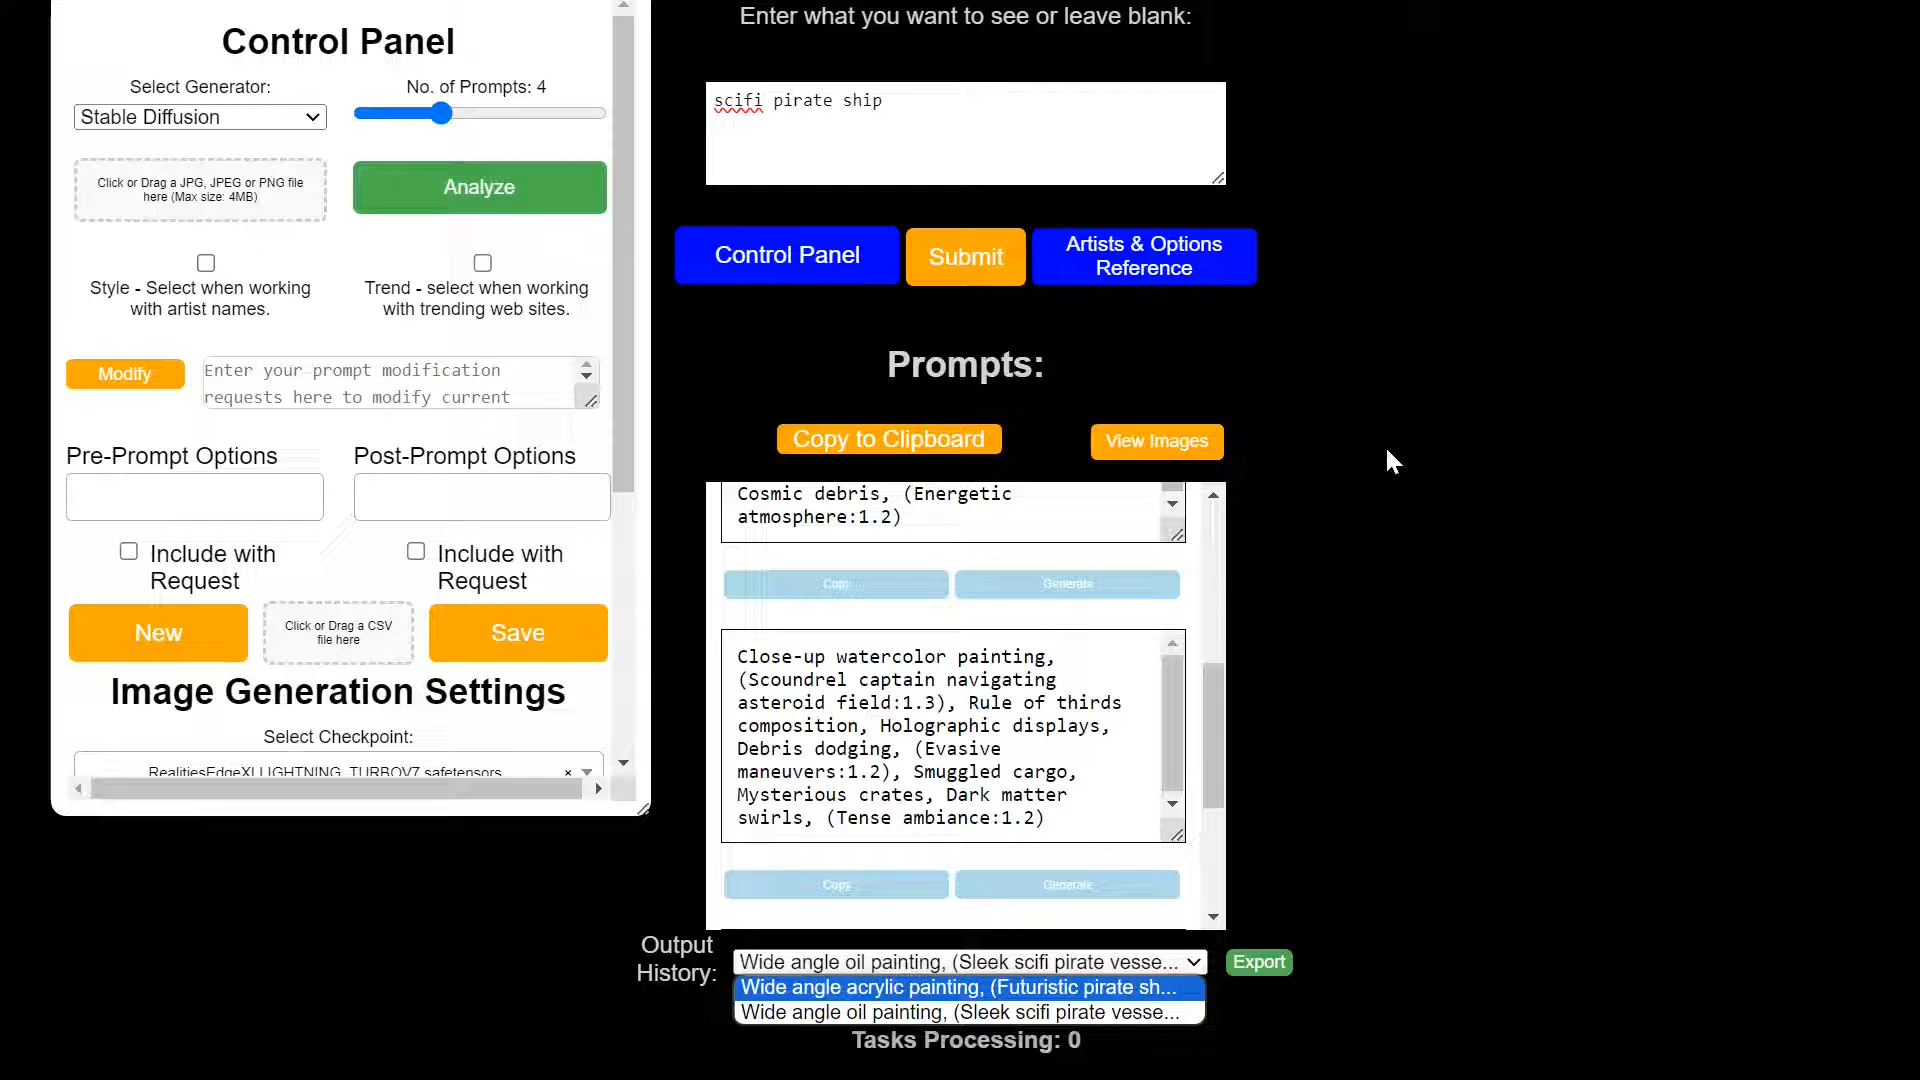 Control Panel
Select Generator:
Stable Diffusion
No. of Prompts: 4
Click or Drag a JPG, JPEG or PNG file
here (Max size: 4MB)
Analyze
Style - Select when working
with artist names.
Trend - select when working
with trending web sites.
Modify
Enter your prompt modification
requests here to modify current
Pre-Prompt Options
Post-Prompt Options
Include with
Request
Include with
Request
New
Click or Drag a CSV
file here
Save
Image Generation Settings
Select Checkpoint:
RealitiesEdgeXLLIGHTNING_TURBOV7.safetensors
×
Enter what you want to see or leave blank:
scifi pirate ship
Control Panel
Submit
Artists & Options
Reference
Prompts:
Copy to Clipboard
View Images
Cosmic debris, (Energetic
atmosphere:1.2)
Copy
Generate
Close-up watercolor painting,
(Scoundrel captain navigating
asteroid field:1.3), Rule of thirds
composition, Holographic displays,
Debris dodging, (Evasive
maneuvers:1.2), Smuggled cargo,
Mysterious crates, Dark matter
swirls, (Tense ambiance:1.2)
Copy
Generate
Output
History:
Wide angle oil painting, (Sleek scifi pirate vesse...
Export
Wide angle acrylic painting, (Futuristic pirate sh...
Wide angle oil painting, (Sleek scifi pirate vesse...
Tasks Processing: 0